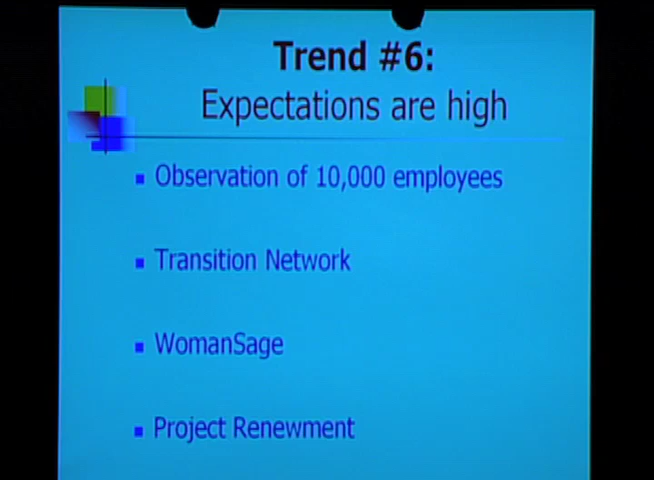 Trend #6:
Expectations are high
Observation of 10,000 employees
Transition Network
WomanSage
Project Renewment